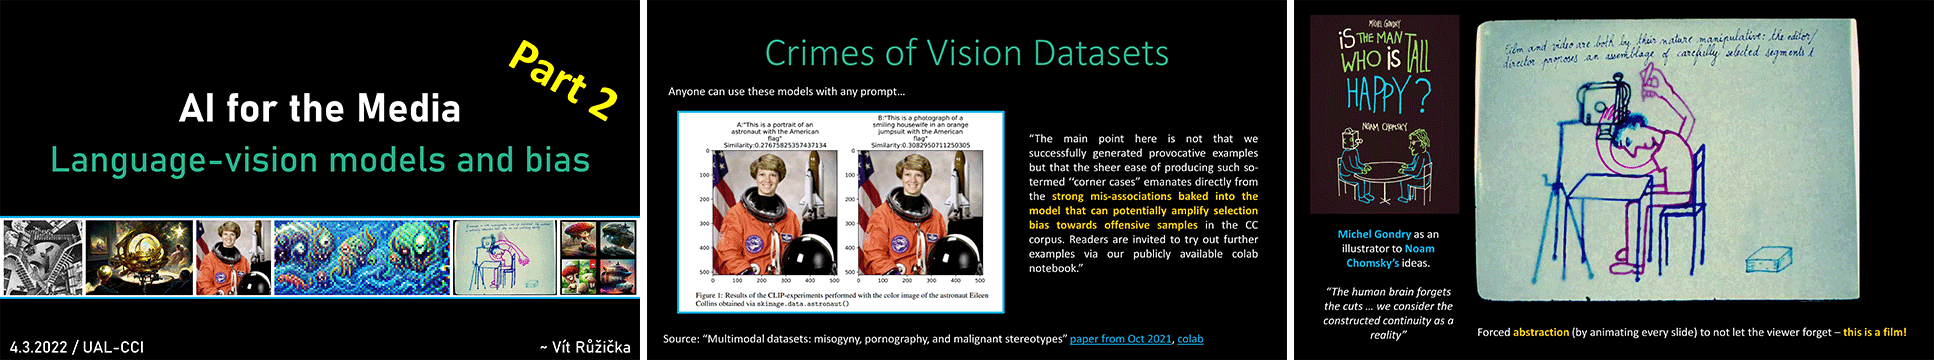 Part 2
AI for the Media
Language-vision models and bias
4.3.2022 / UAL-CCI
~ Vít Růžička
Crimes of Vision Datasets
Anyone can use these models with any prompt…
A:"This is a portrait of an
astronaut with the American
flag"
Similarity:0.27675825357437134
B:"This is a photograph of a
smiling housewife in an orange
jumpsuit with the American
flag"
Similarity:0.3082950711250305
0
100
200
300
400
500
0 100 200 300 400 500
0
100
200
300
400
500
0 100 200 300 400 500
Figure 1: Results of the CLIP-experiments performed with the color image of the astronaut Eileen
Collins obtained via skimage.data.astronaut()
“The main point here is not that we
successfully generated provocative examples
but that the sheer ease of producing such so-
termed “corner cases” emanates directly from
the strong mis-associations baked into the
model that can potentially amplify selection
bias towards offensive samples in the CC
corpus. Readers are invited to try out further
examples via our publicly available colab
notebook.”
Source: “Multimodal datasets: misogyny, pornography, and malignant stereotypes” paper from Oct 2021, colab
MICHEL GONDRY
iS THE MAN
WHO iS TALL
HAPPY?
NOAM CHOMSKY
Michel Gondry as an
illustrator to Noam
Chomsky’s ideas.
“The human brain forgets
the cuts … we consider the
constructed continuity as a
reality”
Film and video are both by their nature manipulative: the editor/
director proposes an assemblage of carefully selected segments
Forced abstraction (by animating every slide) to not let the viewer forget – this is a film!